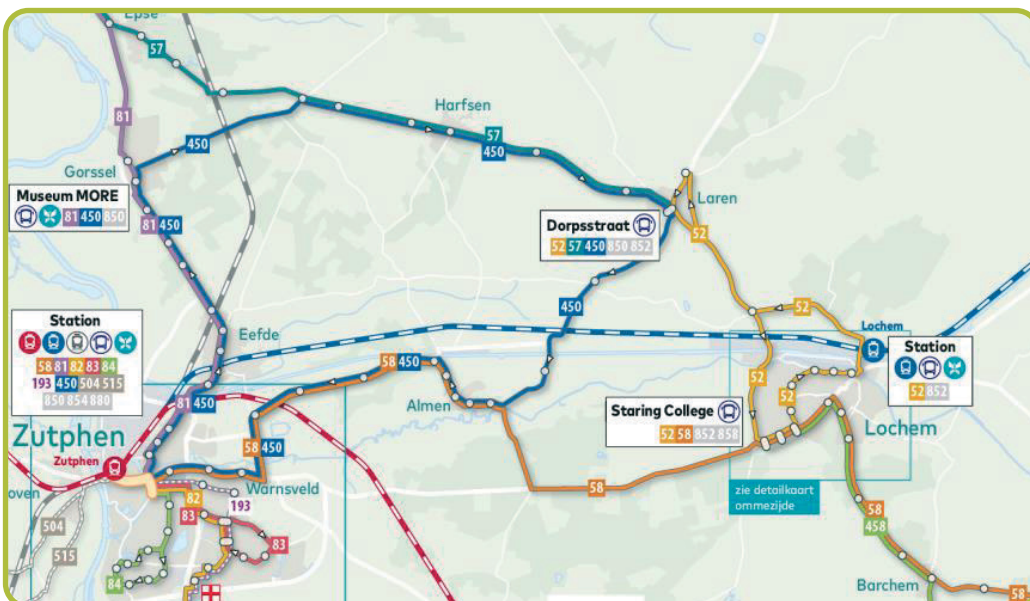 Epse
57
81
Harfsen
57
450
450
Gorssel
Museum MORE
81 450 850
81 450
Laren
Dorpsstraat
52 57 450 850 852
52
450
52
Station
58 81 82 83 84
193 450 504 515
850 854 880
Eefde
Lochem
Station
52 852
58 450
52
52
81 450
Almen
Staring College
52 58 852 858
Lochem
Zutphen
Zutphen
58 450
Warnsveld
oven
82
193
83
58
zie detailkaart
ommezijde
504
515
83
84
58
458
Barchem
58